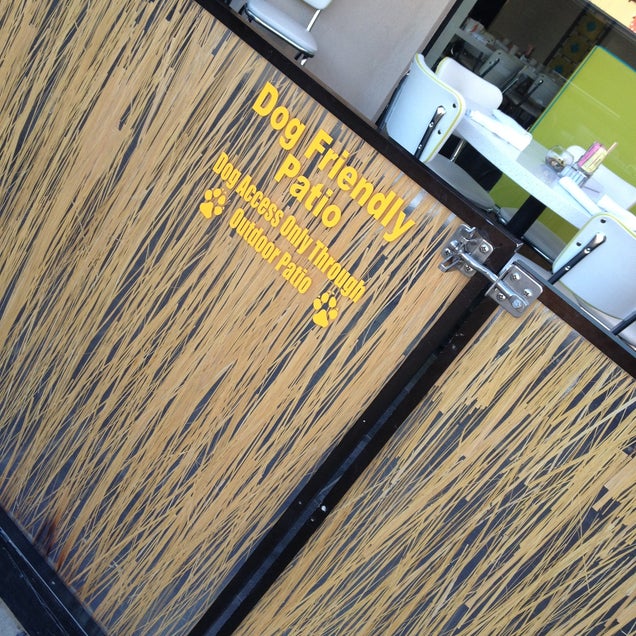 Dog Friendly
Patio
Dog Access Only Through
Outdoor Patio